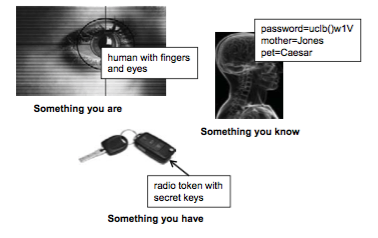 human with fingers
and eyes
Something you are
password=uclb()w1V
mother=Jones
pet=Caesar
Something you know
radio token with
secret keys
Something you have